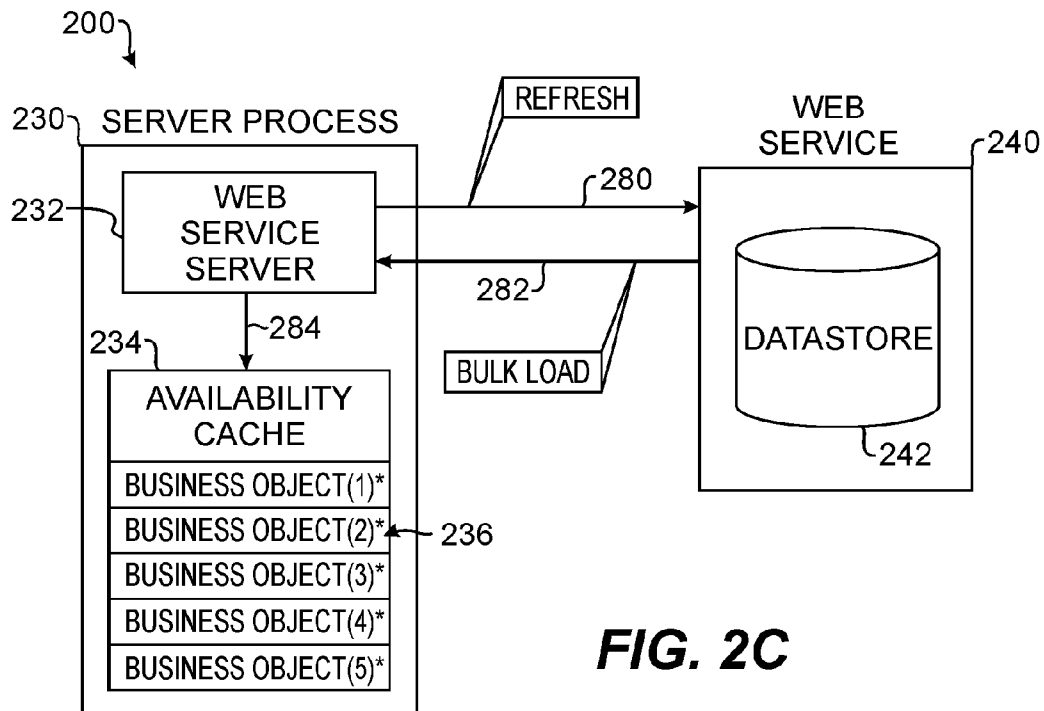 200
REFRESH
WEB
SERVICE
230
SERVER PROCESS
240
232
WEB
SERVICE
SERVER
280
282
284
234
BULK LOAD
DATASTORE
242
AVAILABILITY
CACHE
BUSINESS OBJECT(1)*
BUSINESS OBJECT(2)*
236
BUSINESS OBJECT(3)*
BUSINESS OBJECT(4)*
BUSINESS OBJECT(5)*
FIG. 2C